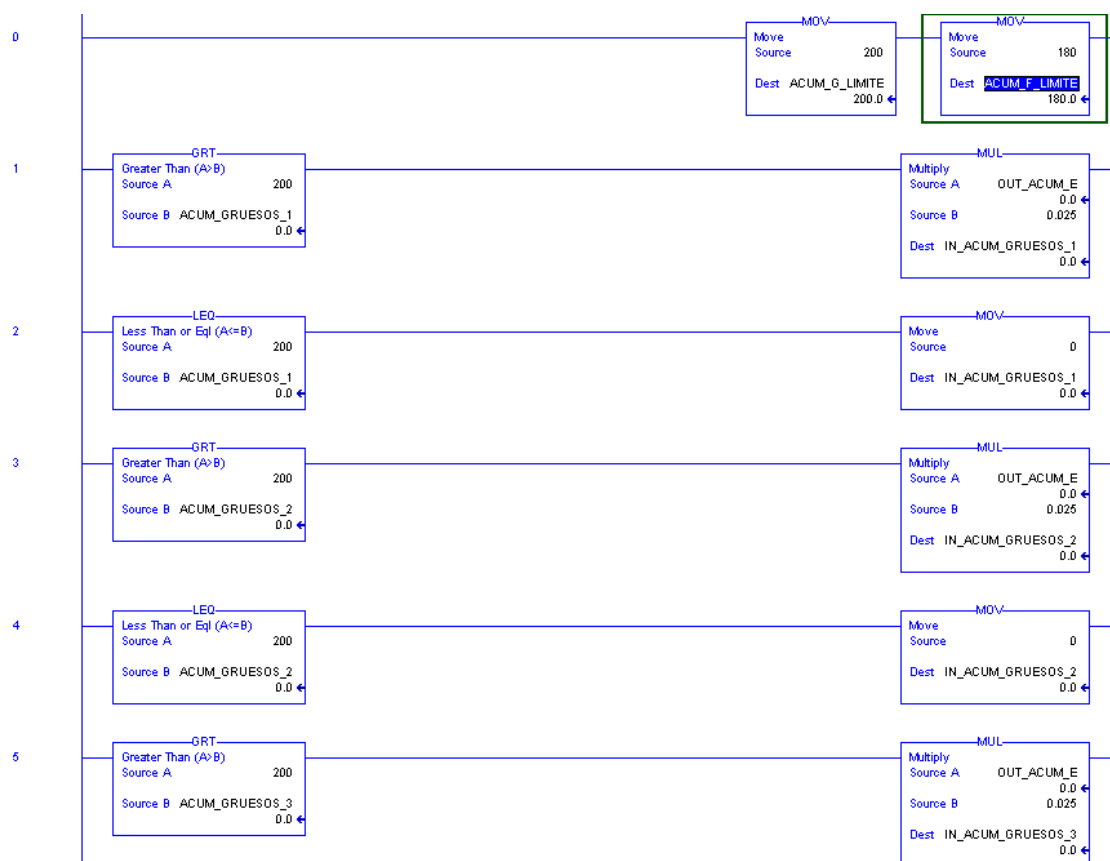 0
MOV
Move
Source 200
Dest ACUM_G_LIMITE
200.0
MOV
Move
Source 180
Dest ACUM_F_LIMITE
180.0
1
GRT
Greater Than (A>B)
Source A 200
Source B ACUM_GRUESOS_1
0.0
MUL
Multiply
Source A OUT_ACUM_E
0.0
Source B 0.025
Dest IN_ACUM_GRUESOS_1
0.0
2
LEQ
Less Than or Eql (A<=B)
Source A 200
Source B ACUM_GRUESOS_1
0.0
MOV
Move
Source 0
Dest IN_ACUM_GRUESOS_1
0.0
3
GRT
Greater Than (A>B)
Source A 200
Source B ACUM_GRUESOS_2
0.0
MUL
Multiply
Source A OUT_ACUM_E
0.0
Source B 0.025
Dest IN_ACUM_GRUESOS_2
0.0
4
LEQ
Less Than or Eql (A<=B)
Source A 200
Source B ACUM_GRUESOS_2
0.0
MOV
Move
Source 0
Dest IN_ACUM_GRUESOS_2
0.0
5
GRT
Greater Than (A>B)
Source A 200
Source B ACUM_GRUESOS_3
0.0
MUL
Multiply
Source A OUT_ACUM_E
0.0
Source B 0.025
Dest IN_ACUM_GRUESOS_3
0.0